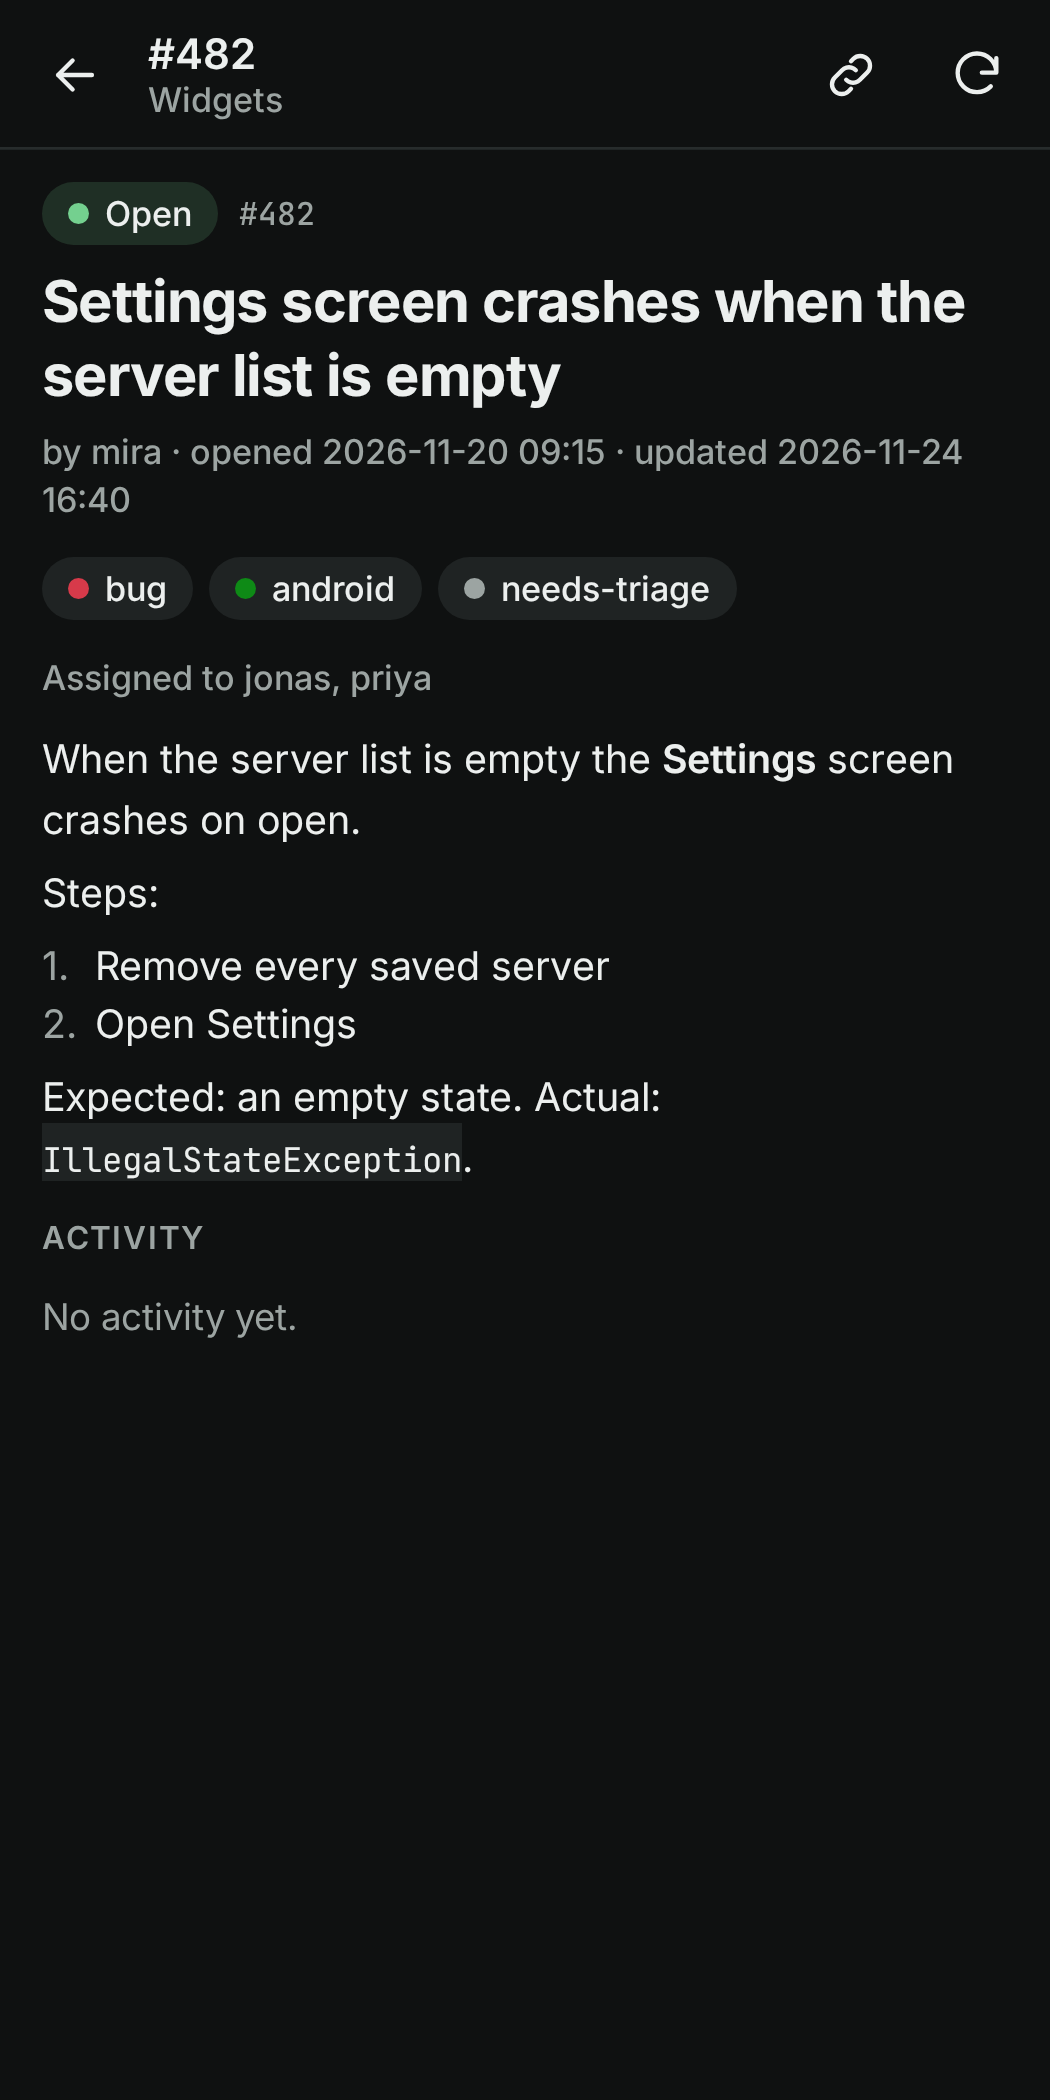 #482
Widgets
Open #482
Settings screen crashes when the
server list is empty
by mira · opened 2026-11-20 09:15 · updated 2026-11-24
16:40
bug android needs-triage
Assigned to jonas, priya
When the server list is empty the Settings screen
crashes on open.
Steps:
1. Remove every saved server
2. Open Settings
Expected: an empty state. Actual:
IllegalStateException.
ACTIVITY
No activity yet.